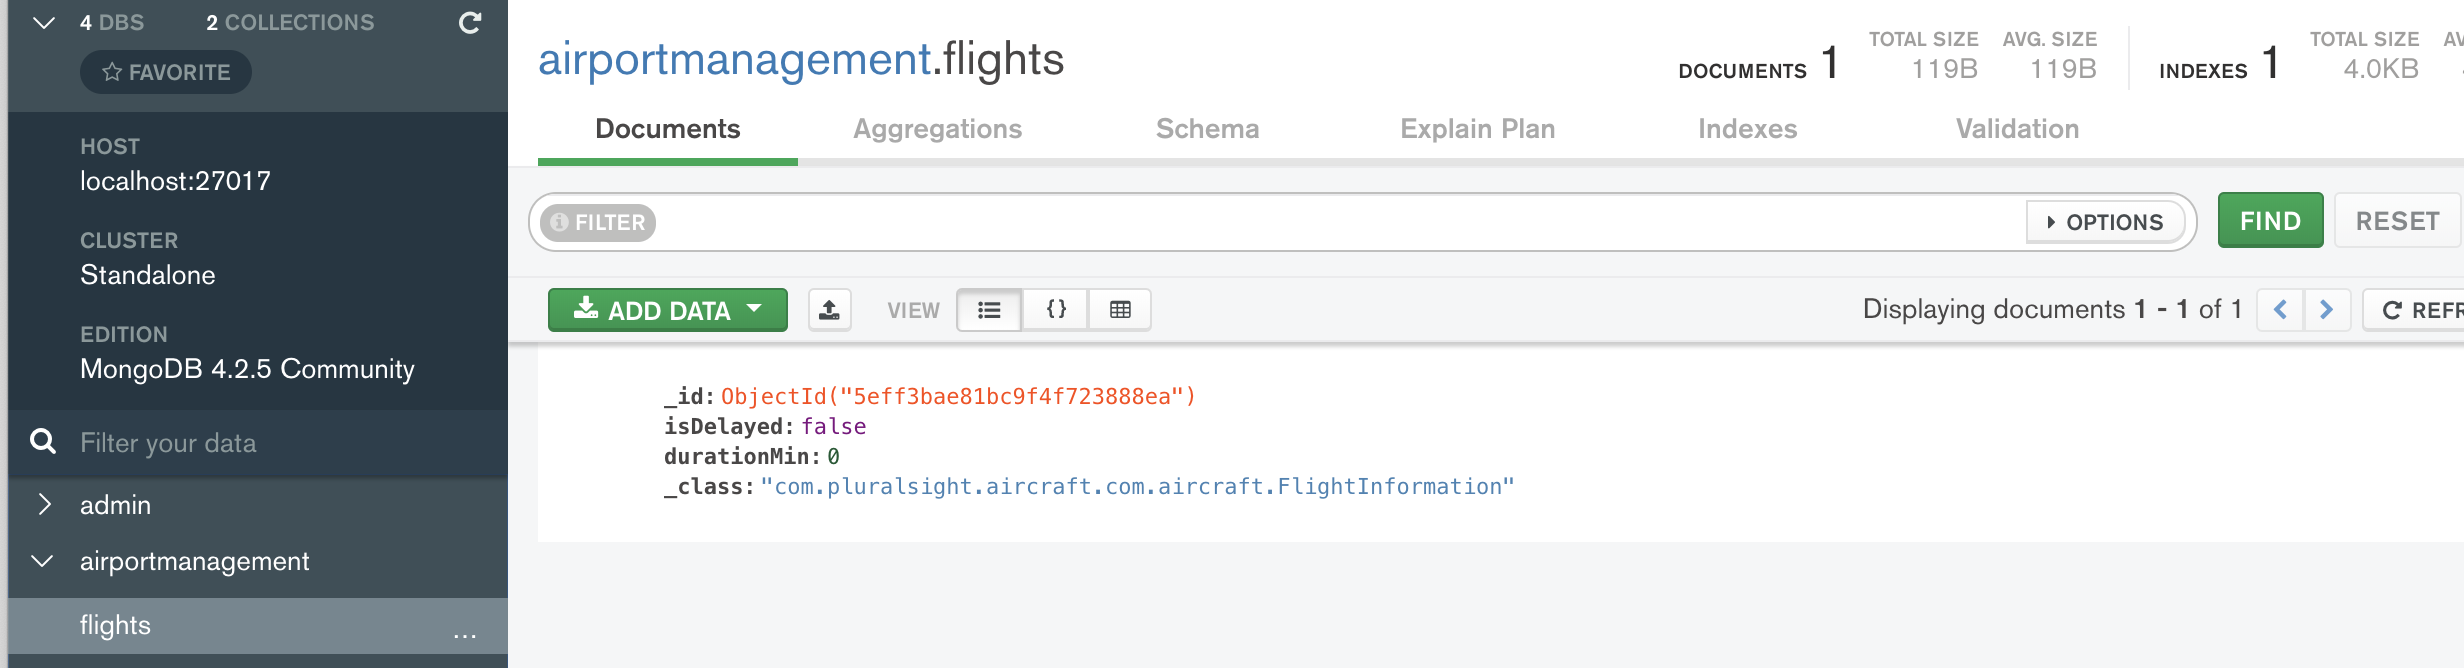 4 DBS 2 COLLECTIONS
FAVORITE
HOST
localhost:27017
CLUSTER
Standalone
EDITION
MongoDB 4.2.5 Community
Filter your data
admin
airportmanagement
flights ...
airportmanagement.flights
DOCUMENTS 1 TOTAL SIZE 119B AVG. SIZE 119B INDEXES 1 TOTAL SIZE 4.0KB
Documents Aggregations Schema Explain Plan Indexes Validation
FILTER OPTIONS FIND RESET
ADD DATA VIEW {} Displaying documents 1 - 1 of 1
_id: ObjectId("5eff3bae81bc9f4f723888ea")
isDelayed: false
durationMin: 0
_class: "com.pluralsight.aircraft.com.aircraft.FlightInformation"